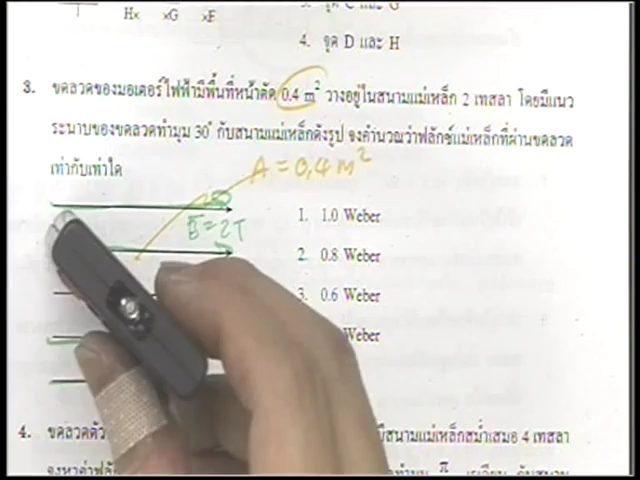 Hx xG xE
4. จุด D และ H
3. ขดลวดของมอเตอร์ไฟฟ้ามีพื้นที่หน้าตัด 0.4 m² วางอยู่ในสนามแม่เหล็ก 2 เทสลา โดยมีแนว
ระนาบของขดลวดทำมุม 30° กับสนามแม่เหล็กดังรูป จงคำนวณว่าฟลักซ์แม่เหล็กที่ผ่านขดลวด
เท่ากับเท่าใด
A = 0,4 m²
B = 2T
1. 1.0 Weber
2. 0.8 Weber
3. 0.6 Weber
Weber
4. ขดลวดตัว สนามแม่เหล็กสม่ำเสมอ 4 เทสลา